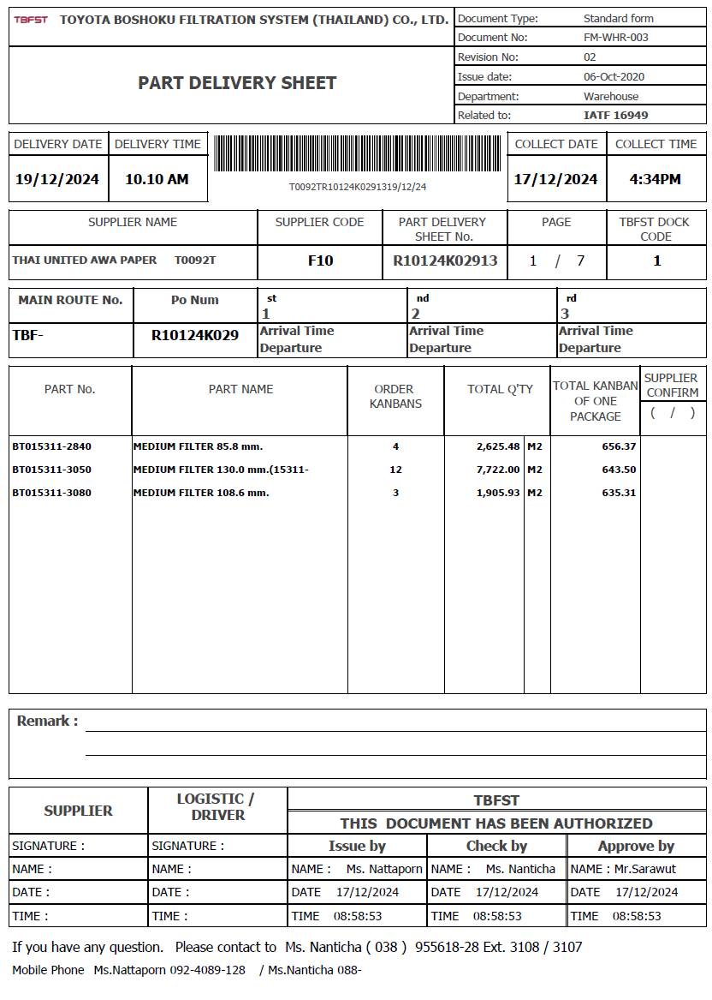 TBFST TOYOTA BOSHOKU FILTRATION SYSTEM (THAILAND) CO., LTD.
Document Type: Standard form
Document No: FM-WHR-003
Revision No: 02
Issue date: 06-Oct-2020
Department: Warehouse
Related to: IATF 16949
PART DELIVERY SHEET
DELIVERY DATE DELIVERY TIME COLLECT DATE COLLECT TIME
19/12/2024 10.10 AM 17/12/2024 4:34PM
T0092TR10124K0291319/12/24
SUPPLIER NAME SUPPLIER CODE PART DELIVERY SHEET No. PAGE TBFST DOCK CODE
THAI UNITED AWA PAPER T0092T F10 R10124K02913 1 / 7 1
MAIN ROUTE No. Po Num 1 st 2 nd 3 rd
TBF- R10124K029 Arrival Time Arrival Time Arrival Time
Departure Departure Departure
PART No. PART NAME ORDER KANBANS TOTAL Q'TY TOTAL KANBAN OF ONE PACKAGE SUPPLIER CONFIRM
( / )
BT015311-2840 MEDIUM FILTER 85.8 mm. 4 2,625.48 M2 656.37
BT015311-3050 MEDIUM FILTER 130.0 mm.(15311- 12 7,722.00 M2 643.50
BT015311-3080 MEDIUM FILTER 108.6 mm. 3 1,905.93 M2 635.31
Remark :
SUPPLIER LOGISTIC / DRIVER TBFST
THIS DOCUMENT HAS BEEN AUTHORIZED
SIGNATURE : SIGNATURE : Issue by Check by Approve by
NAME : NAME : NAME : Ms. Nattaporn NAME : Ms. Nanticha NAME : Mr.Sarawut
DATE : DATE : DATE 17/12/2024 DATE 17/12/2024 DATE 17/12/2024
TIME : TIME : TIME 08:58:53 TIME 08:58:53 TIME 08:58:53
If you have any question. Please contact to Ms. Nanticha ( 038 ) 955618-28 Ext. 3108 / 3107
Mobile Phone Ms.Nattaporn 092-4089-128 / Ms.Nanticha 088-